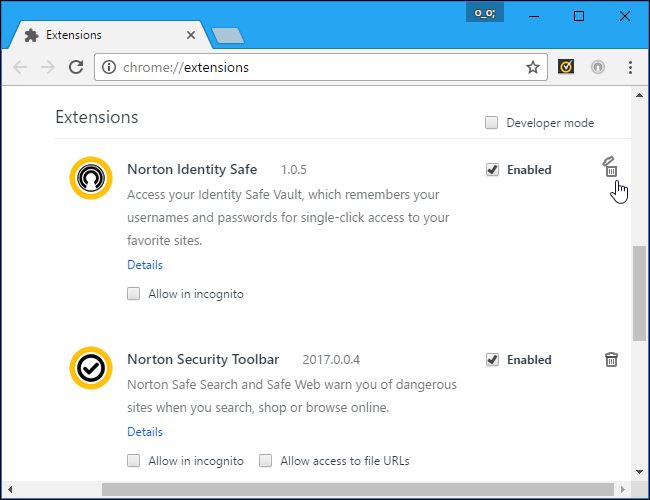 o_o;
Extensions
chrome://extensions
Extensions
Developer mode
Norton Identity Safe 1.0.5 Enabled
Access your Identity Safe Vault, which remembers your
usernames and passwords for single-click access to your
favorite sites.
Details
Allow in incognito
Norton Security Toolbar 2017.0.0.4 Enabled
Norton Safe Search and Safe Web warn you of dangerous
sites when you search, shop or browse online.
Details
Allow in incognito Allow access to file URLs